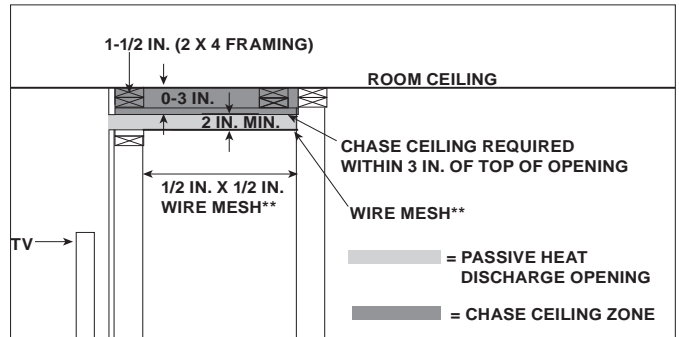 1-1/2 IN. (2 X 4 FRAMING)
ROOM CEILING
0-3 IN.
2 IN. MIN.
CHASE CEILING REQUIRED
WITHIN 3 IN. OF TOP OF OPENING
1/2 IN. X 1/2 IN.
WIRE MESH**
WIRE MESH**
TV
= PASSIVE HEAT
DISCHARGE OPENING
= CHASE CEILING ZONE